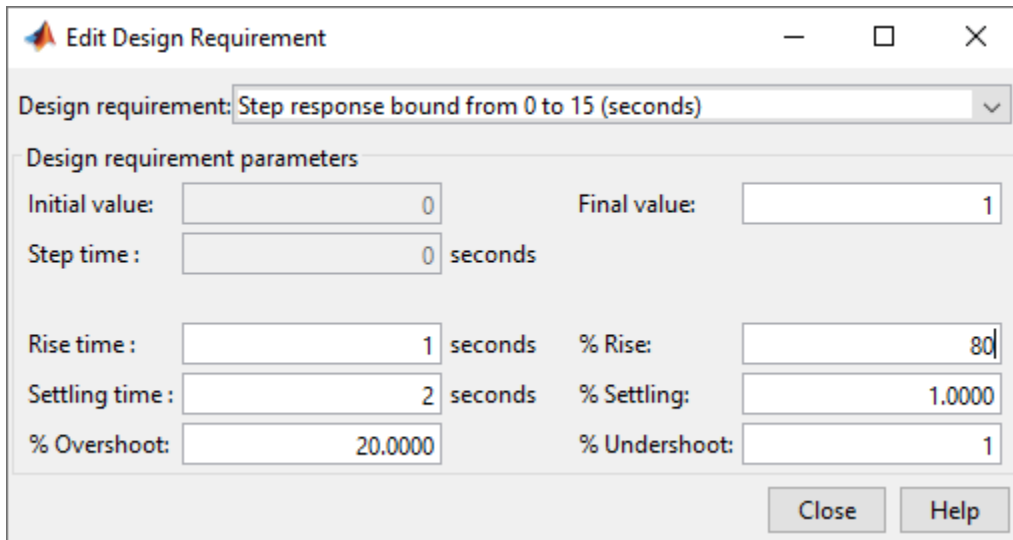 Edit Design Requirement
Design requirement: Step response bound from 0 to 15 (seconds)
Design requirement parameters
Initial value: 0 Final value: 1
Step time : 0 seconds
Rise time : 1 seconds % Rise: 80
Settling time : 2 seconds % Settling: 1.0000
% Overshoot: 20.0000 % Undershoot: 1
Close Help